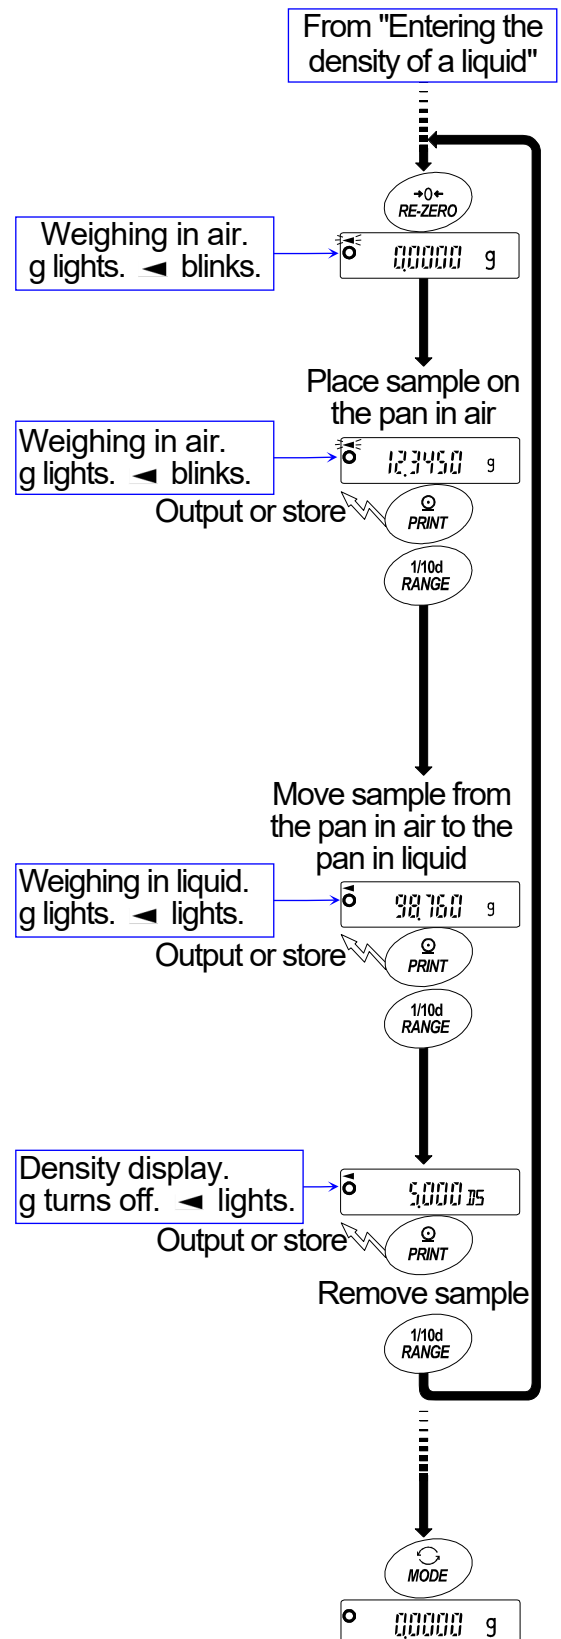 From "Entering the
density of a liquid"
→0←
RE-ZERO
Weighing in air.
g lights. ◄ blinks.
0.0000 g
Place sample on
the pan in air
Weighing in air.
g lights. ◄ blinks.
12.3450 g
Output or store
PRINT
1/10d
RANGE
Move sample from
the pan in air to the
pan in liquid
Weighing in liquid.
g lights. ◄ lights.
98.760 g
Output or store
PRINT
1/10d
RANGE
Density display.
g turns off. ◄ lights.
5.000 DS
Output or store
PRINT
Remove sample
1/10d
RANGE
MODE
0.0000 g